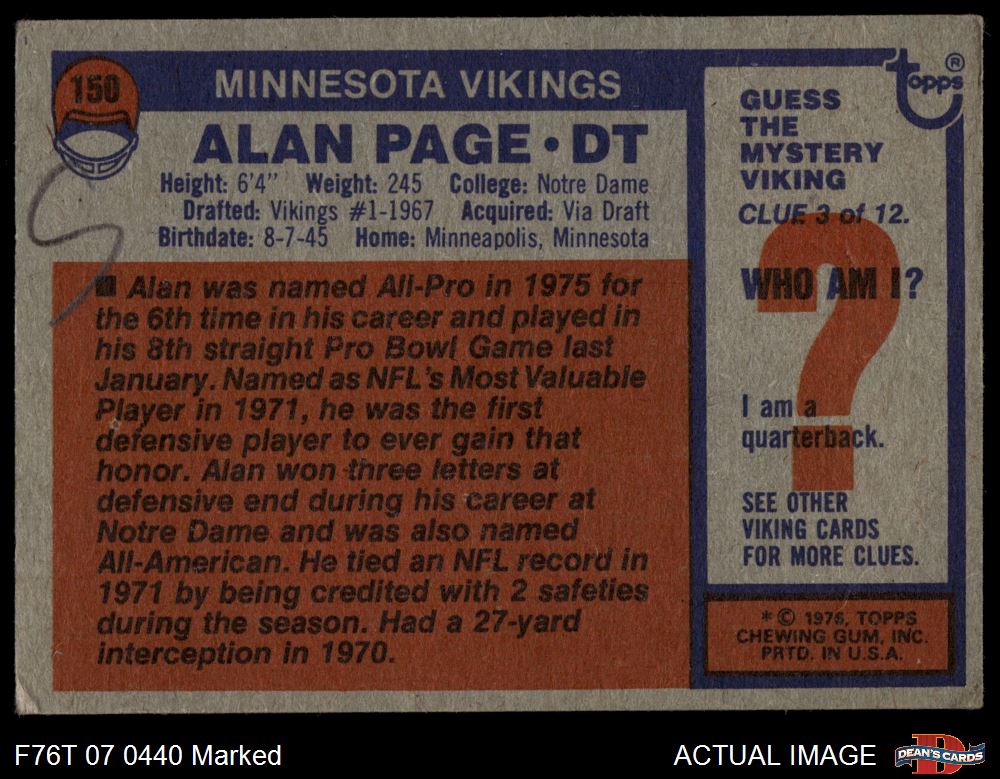 150
MINNESOTA VIKINGS
ALAN PAGE • DT
Height: 6'4" Weight: 245 College: Notre Dame
Drafted: Vikings #1-1967 Acquired: Via Draft
Birthdate: 8-7-45 Home: Minneapolis, Minnesota
■ Alan was named All-Pro in 1975 for
the 6th time in his career and played in
his 8th straight Pro Bowl Game last
January. Named as NFL's Most Valuable
Player in 1971, he was the first
defensive player to ever gain that
honor. Alan won three letters at
defensive end during his career at
Notre Dame and was also named
All-American. He tied an NFL record in
1971 by being credited with 2 safeties
during the season. Had a 27-yard
interception in 1970.
topps®
GUESS
THE
MYSTERY
VIKING
CLUE 3 of 12.
?
WHO AM I?
I am a
quarterback.
SEE OTHER
VIKING CARDS
FOR MORE CLUES.
* © 1976, TOPPS
CHEWING GUM, INC.
PRTD. IN U.S.A.
F76T 07 0440 Marked
ACTUAL IMAGE
D
DEAN'S CARDS